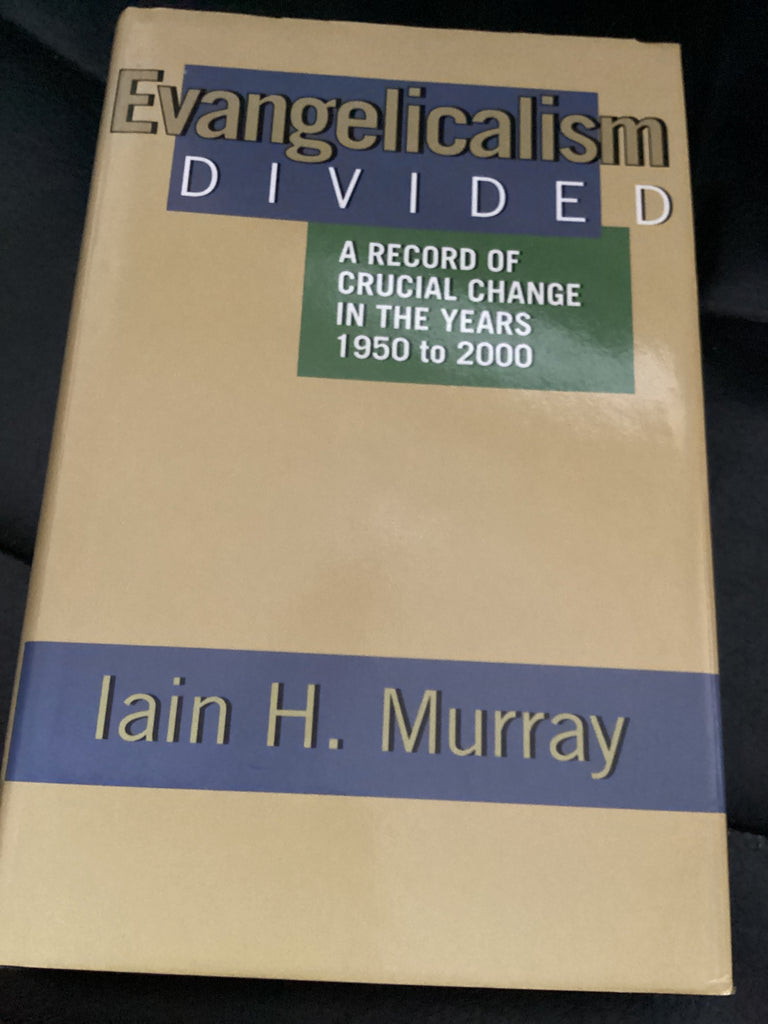 Evangelicalism
DIVIDED
A RECORD OF
CRUCIAL CHANGE
IN THE YEARS
1950 to 2000
Iain H. Murray